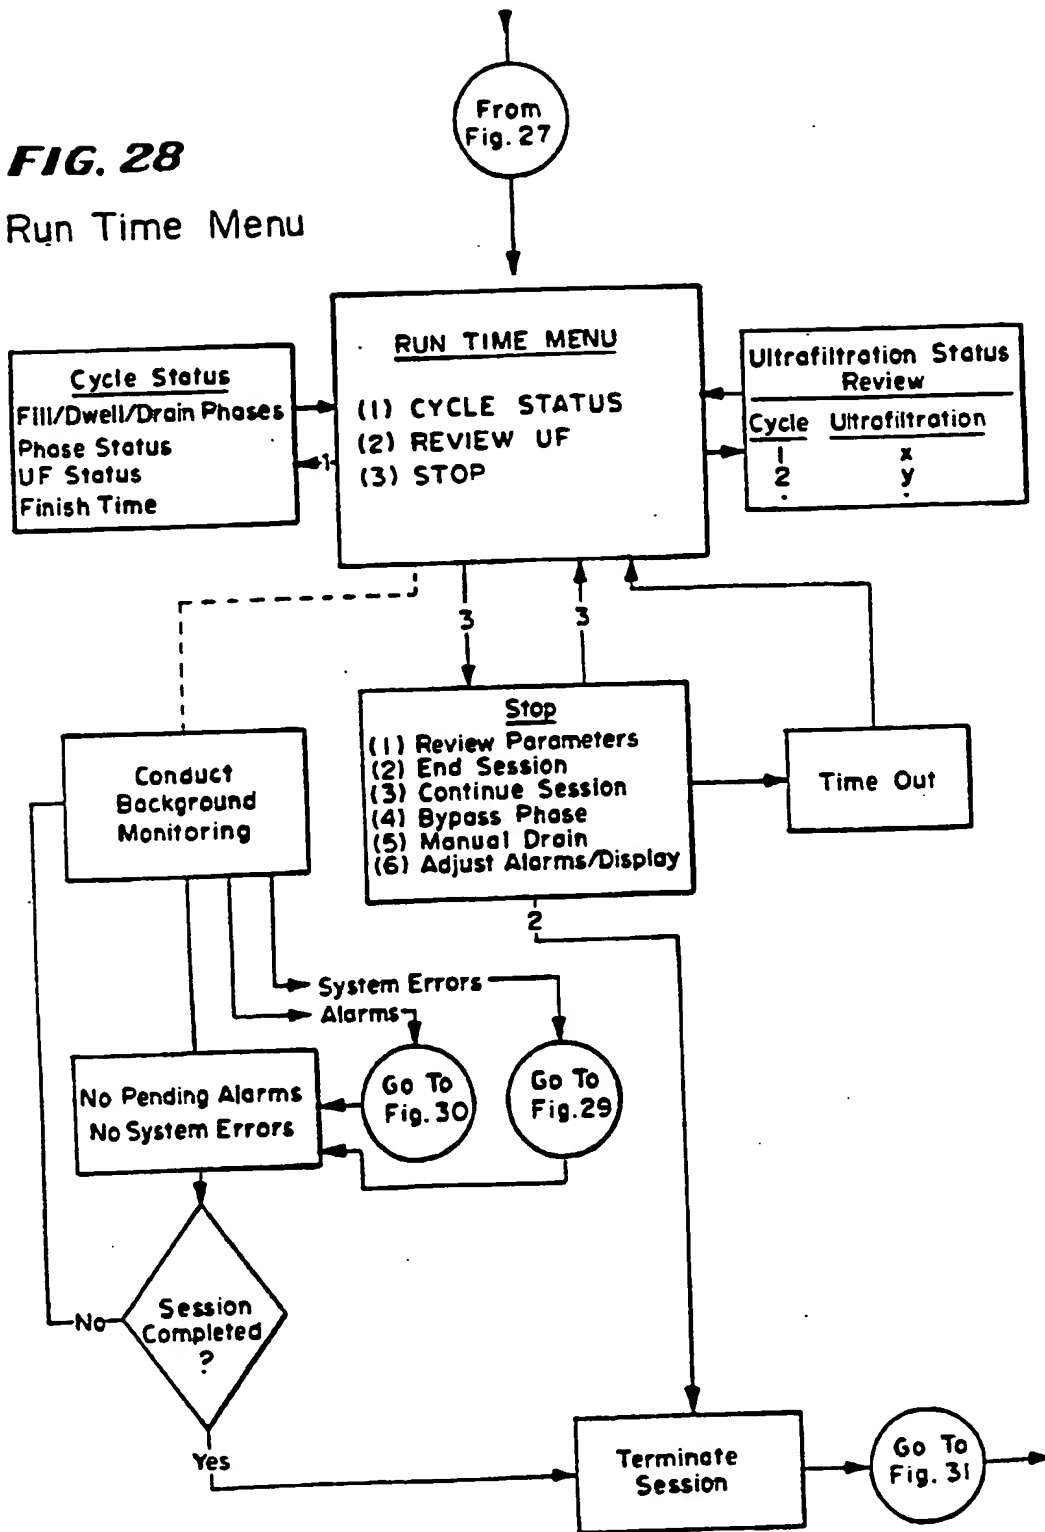 From
Fig. 27
FIG. 28
Run Time Menu
RUN TIME MENU
(1) CYCLE STATUS
(2) REVIEW UF
(3) STOP
Cycle Status
Fill/Dwell/Drain Phases
Phase Status
UF Status
Finish Time
1
Ultrafiltration Status
Review
Cycle Ultrafiltration
1 x
2 y
. .
3
3
Stop
(1) Review Parameters
(2) End Session
(3) Continue Session
(4) Bypass Phase
(5) Manual Drain
(6) Adjust Alarms/Display
Time Out
Conduct
Background
Monitoring
2
System Errors
Alarms
No Pending Alarms
No System Errors
Go To
Fig. 30
Go To
Fig. 29
Session
Completed
?
No
Yes
Terminate
Session
Go To
Fig. 31